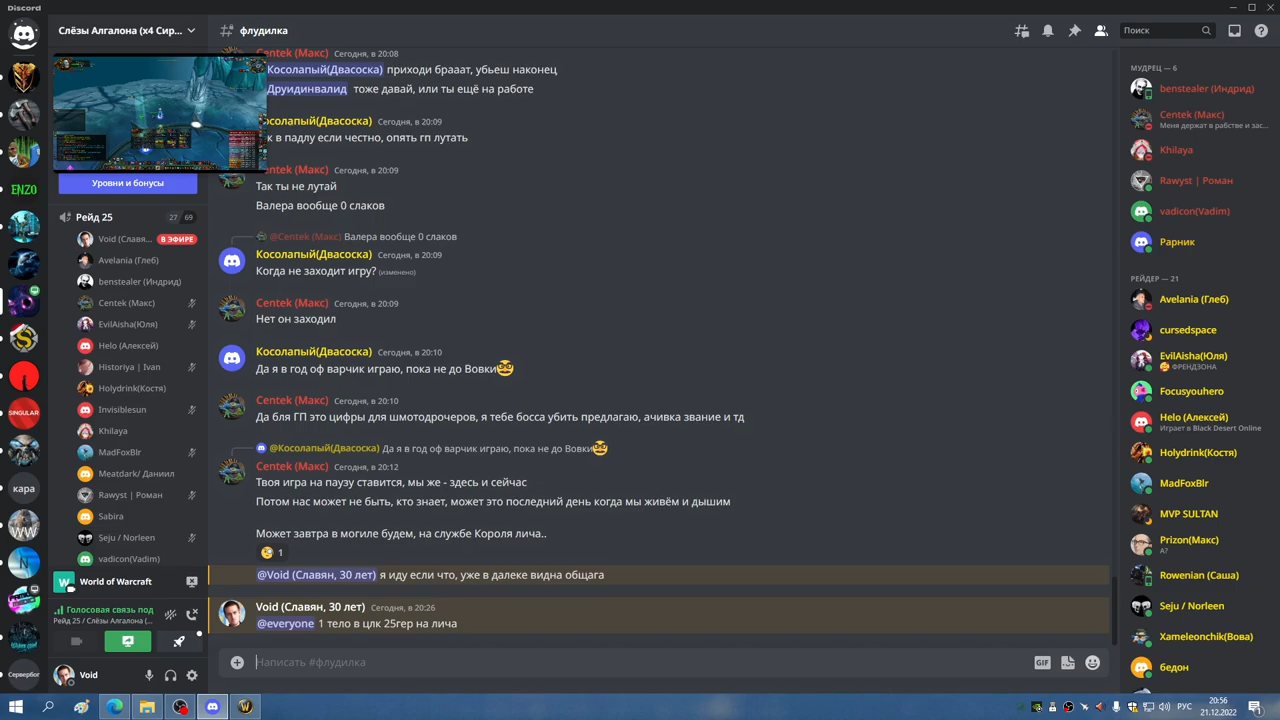 Discord
Слёзы Алгалона (x4 Сир...
флудилка
Поиск
Centek (Макс) Сегодня, в 20:08
Косолапый(Двасоска) приходи брааат, убьеш наконец
Друидинвалид тоже давай, или ты ещё на работе
осолапый(Двасоска) Сегодня, в 20:09
к в падлу если честно, опять гп лутать
entek (Макс) Сегодня, в 20:09
Так ты не лутай
Валера вообще 0 слаков
@Centek (Макс) Валера вообще 0 слаков
Косолапый(Двасоска) Сегодня, в 20:09
Когда не заходит игру? (изменено)
Centek (Макс) Сегодня, в 20:09
Нет он заходил
Косолапый(Двасоска) Сегодня, в 20:10
Да я в год оф варчик играю, пока не до Вовки
Centek (Макс) Сегодня, в 20:10
Да бля ГП это цифры для шмотодрочеров, я тебе босса убить предлагаю, ачивка звание и тд
@Косолапый(Двасоска) Да я в год оф варчик играю, пока не до Вовки
Centek (Макс) Сегодня, в 20:12
Твоя игра на паузу ставится, мы же - здесь и сейчас
Потом нас может не быть, кто знает, может это последний день когда мы живём и дышим
Может завтра в могиле будем, на службе Короля лича..
1
@Void (Славян, 30 лет) я иду если что, уже в далеке видна общага
Void (Славян, 30 лет) Сегодня, в 20:26
@everyone 1 тело в цлк 25гер на лича
Написать #флудилка
GIF
Уровни и бонусы
Рейд 25 27 69
Void (Славя... В ЭФИРЕ
Avelania (Глеб)
benstealer (Индрид)
Centek (Макс)
EvilAisha(Юля)
Helo (Алексей)
Historiya | Ivan
Holydrink(Костя)
Invisiblesun
Khilaya
MadFoxBlr
Meatdark/ Даниил
Rawyst | Роман
Sabira
Seju / Norleen
vadicon(Vadim)
World of Warcraft
Голосовая связь под
Рейд 25 / Слёзы Алгалона (
Void
ENZO
SINGULAR
кара
WW
N
Сервербог
МУДРЕЦ — 6
benstealer (Индрид)
Centek (Макс)
Меня держат в рабстве и зас...
Khilaya
Rawyst | Роман
vadicon(Vadim)
Рарник
РЕЙДЕР — 21
Avelania (Глеб)
cursedspace
EvilAisha(Юля)
ФРЕНДЗОНА
Focusyouhero
Helo (Алексей)
Играет в Black Desert Online
Holydrink(Костя)
MadFoxBlr
MVP SULTAN
Prizon(Макс)
A?
Rowenian (Саша)
Seju / Norleen
Xameleonchik(Вова)
бедон
РУС
20:56
21.12.2022
1